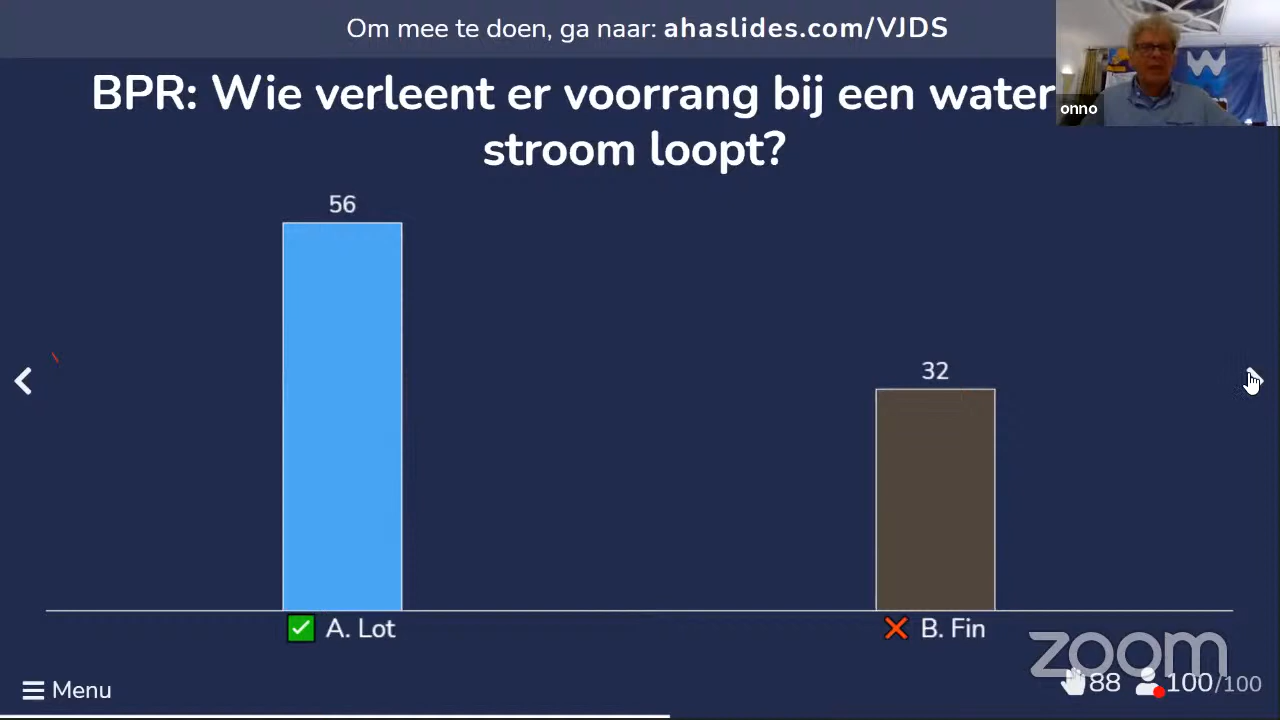 Om mee te doen, ga naar: ahaslides.com/VJDS
BPR: Wie verleent er voorrang bij een water
stroom loopt?
onno
56
32
A. Lot
B. Fin
zoom
Menu
88
100/100